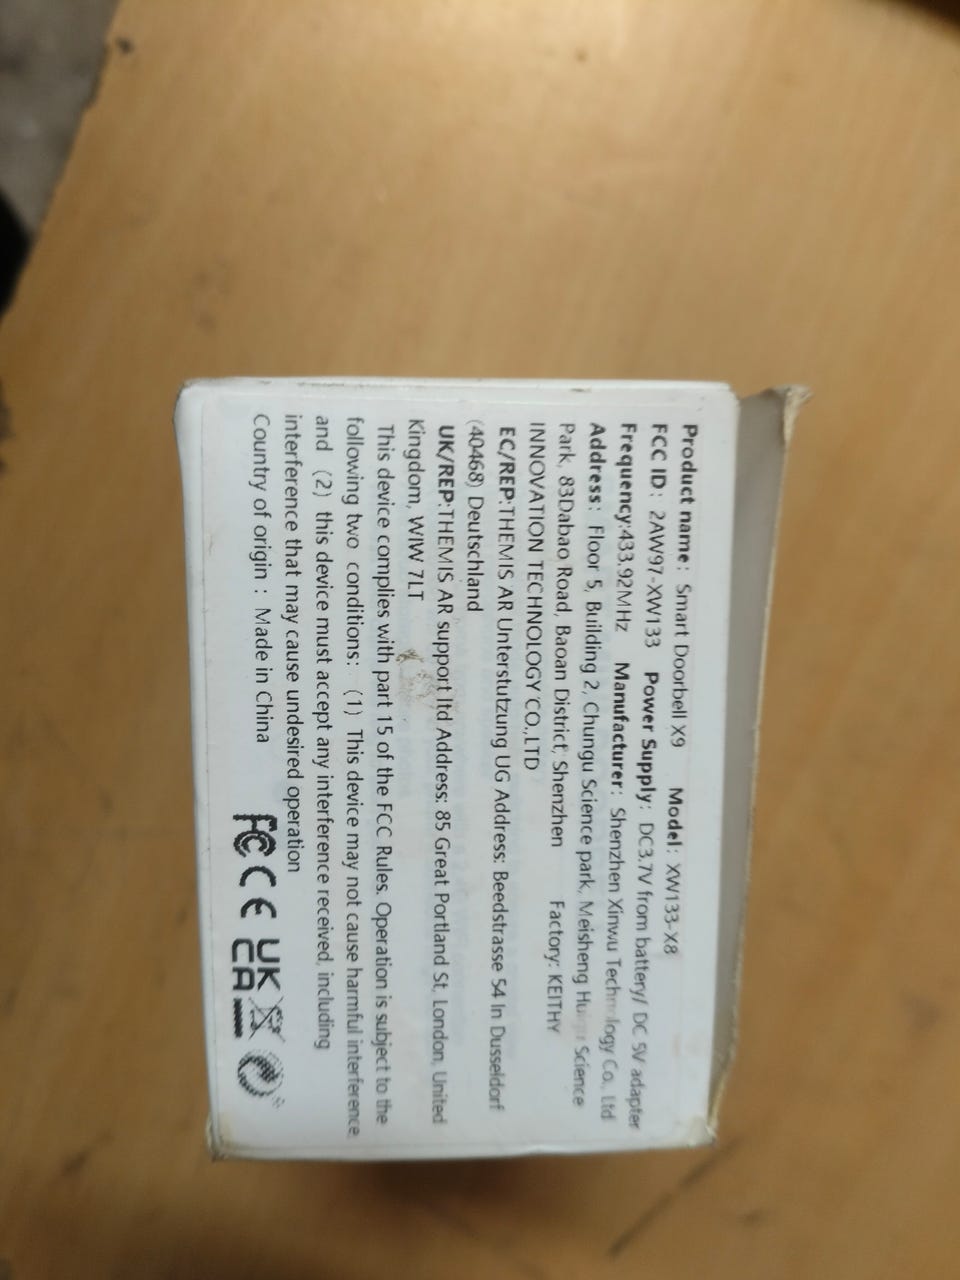 Product name: Smart Doorbell X9 Model: XW133-X8
FCC ID: 2AW97-XW133 Power Supply: DC3.7V from battery/ DC 5V adapter
Frequency:433.92MHz Manufacturer: Shenzhen Xinwu Technology Co., Ltd
Address: Floor 5, Building 2, Chungu Science park, Meisheng Science
Park, 83Dabao Road, Baoan District, Shenzhen Factory: KEITHY
INNOVATION TECHNOLOGY CO.,LTD
EC/REP:THEMIS AR Unterstutzung UG Address: Beedstrasse 54 In Dusseldorf
(40468) Deutschland
UK/REP:THEMIS AR support ltd Address: 85 Great Portland St, London, United
Kingdom, WIW 7LT
This device complies with part 15 of the FCC Rules. Operation is subject to the
following two conditions: (1) This device may not cause harmful interference,
and (2) this device must accept any interference received, including
interference that may cause undesired operation
Country of origin : Made in China
FC CE UK
CA